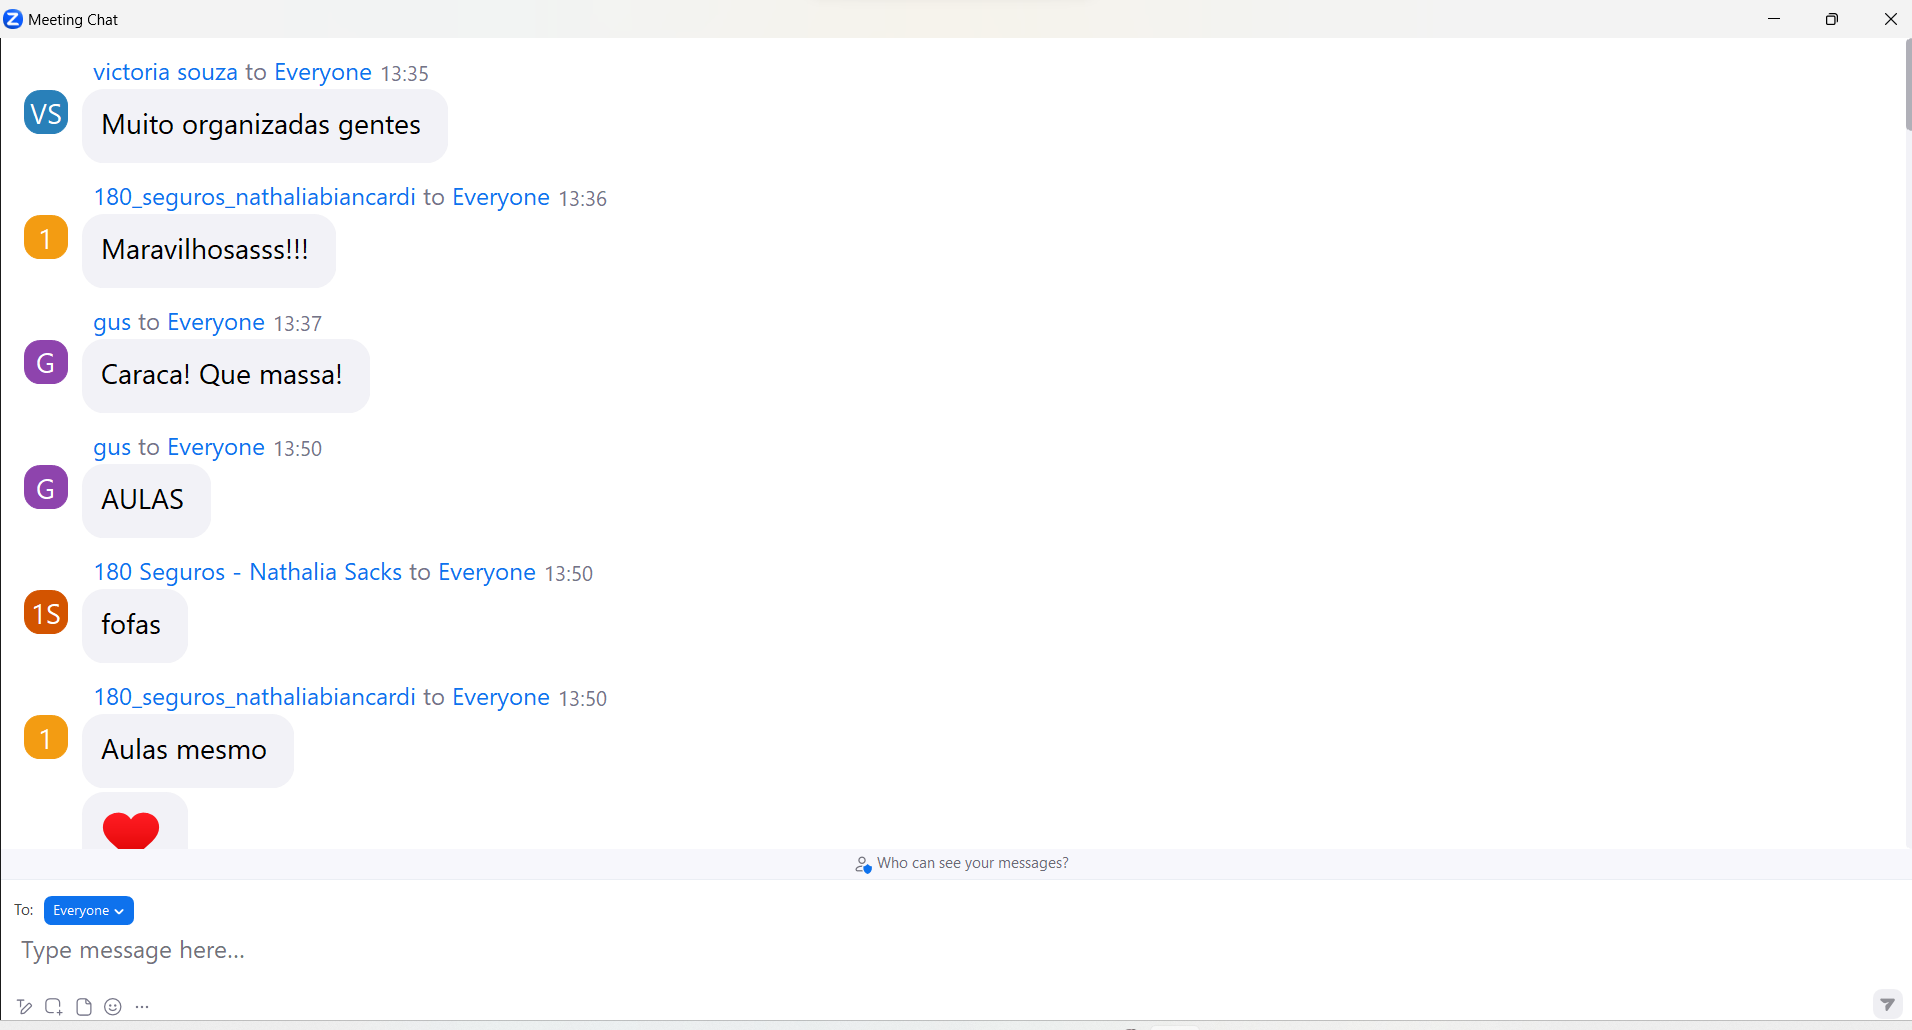 Meeting Chat
victoria souza to Everyone 13:35
VS
Muito organizadas gentes
180_seguros_nathaliabiancardi to Everyone 13:36
1
Maravilhosasss!!!
gus to Everyone 13:37
G
Caraca! Que massa!
gus to Everyone 13:50
G
AULAS
180 Seguros - Nathalia Sacks to Everyone 13:50
1S
fofas
180_seguros_nathaliabiancardi to Everyone 13:50
1
Aulas mesmo
Who can see your messages?
To: Everyone
Type message here...